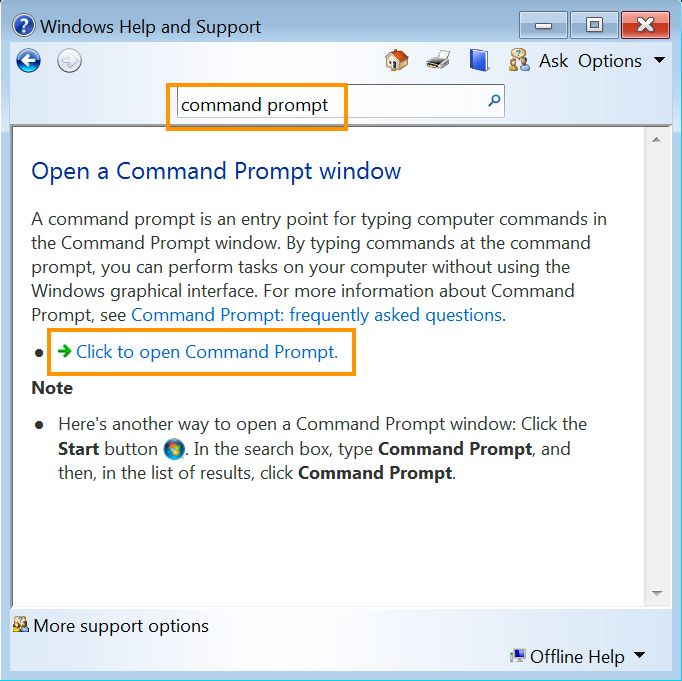 Windows Help and Support
Ask Options
command prompt
Open a Command Prompt window
A command prompt is an entry point for typing computer commands in
the Command Prompt window. By typing commands at the command
prompt, you can perform tasks on your computer without using the
Windows graphical interface. For more information about Command
Prompt, see Command Prompt: frequently asked questions.
Click to open Command Prompt.
Note
Here's another way to open a Command Prompt window: Click the
Start button . In the search box, type Command Prompt, and
then, in the list of results, click Command Prompt.
More support options
Offline Help